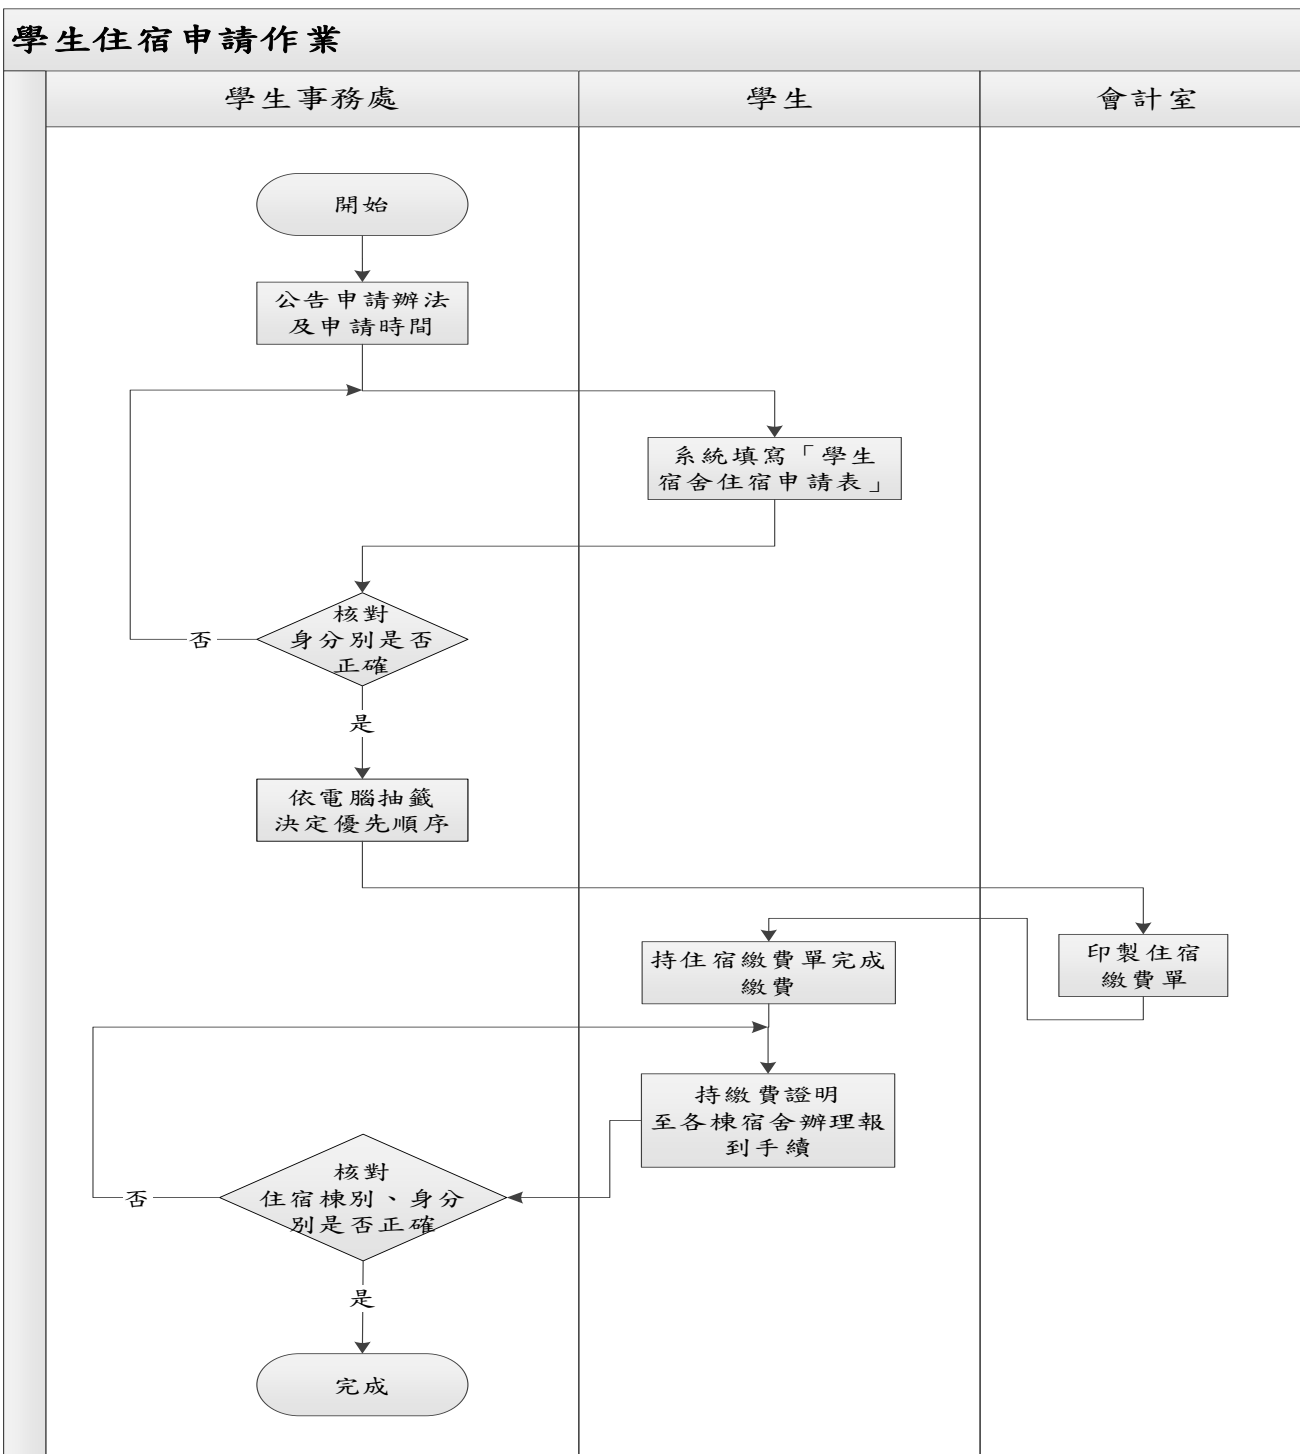 學生住宿申請作業
學生事務處
學生
會計室
開始
公告申請辦法
及申請時間
系統填寫「學生
宿舍住宿申請表」
核對
身分別是否
正確
否
是
依電腦抽籤
決定優先順序
印製住宿
繳費單
持住宿繳費單完成
繳費
持繳費證明
至各棟宿舍辦理報
到手續
核對
住宿棟別、身分
別是否正確
否
是
完成